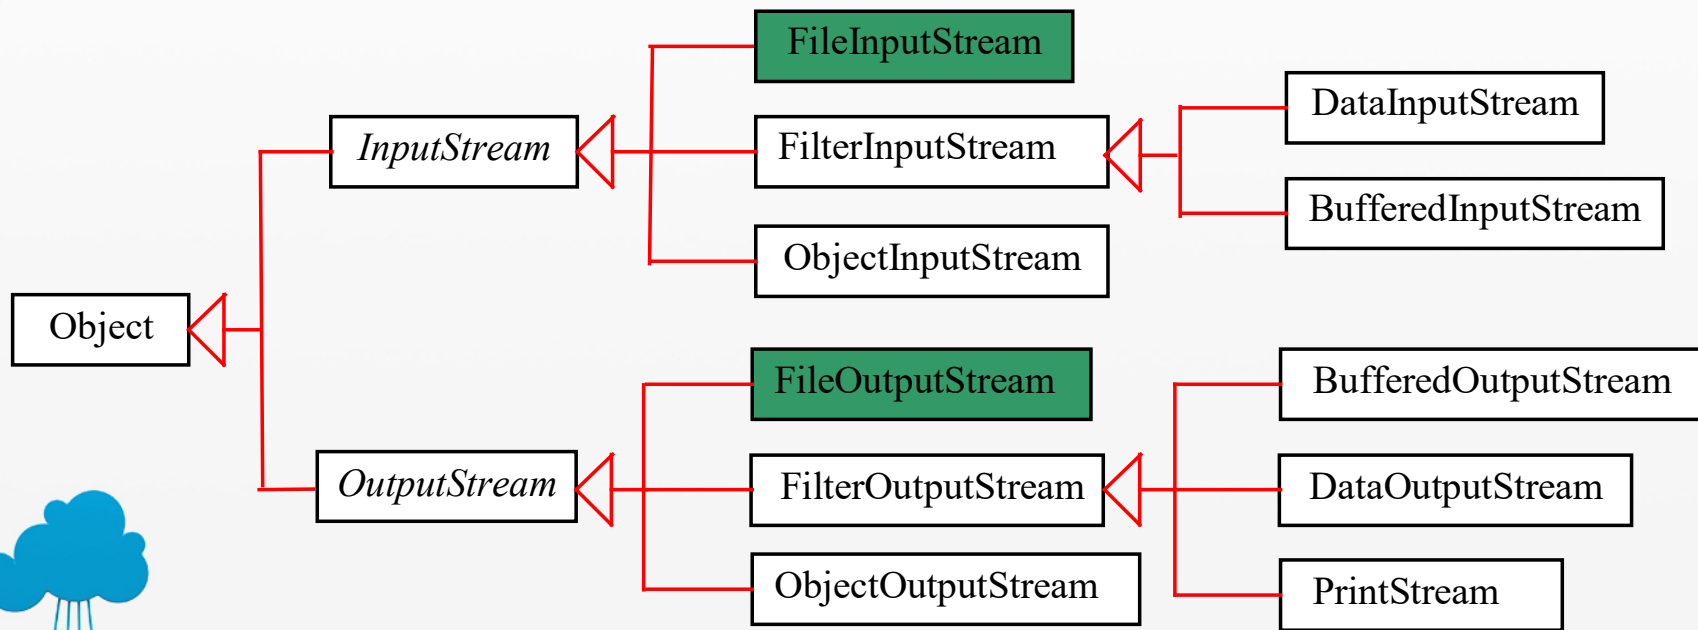 FileInputStream
DataInputStream
InputStream
FilterInputStream
BufferedInputStream
ObjectInputStream
Object
FileOutputStream
BufferedOutputStream
OutputStream
FilterOutputStream
DataOutputStream
ObjectOutputStream
PrintStream